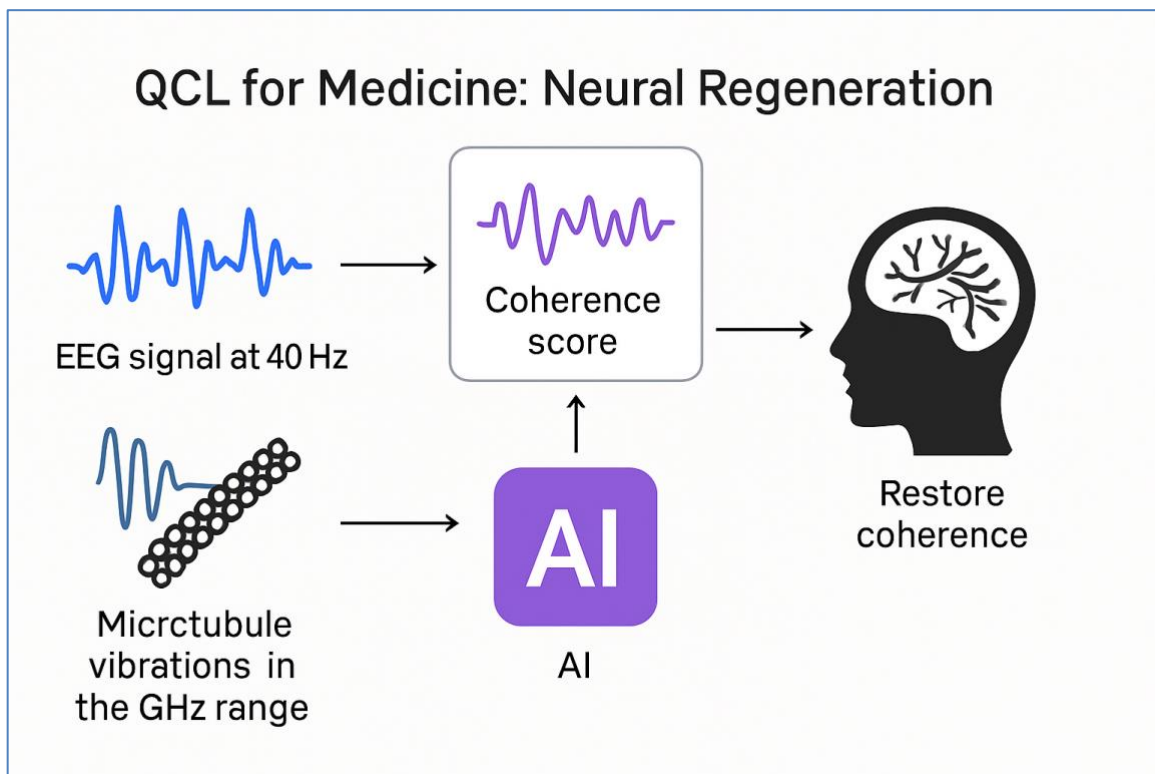 QCL for Medicine: Neural Regeneration
EEG signal at 40 Hz
Coherence
score
Micrctubule
vibrations in
the GHz range
AI
AI
Restore
coherence